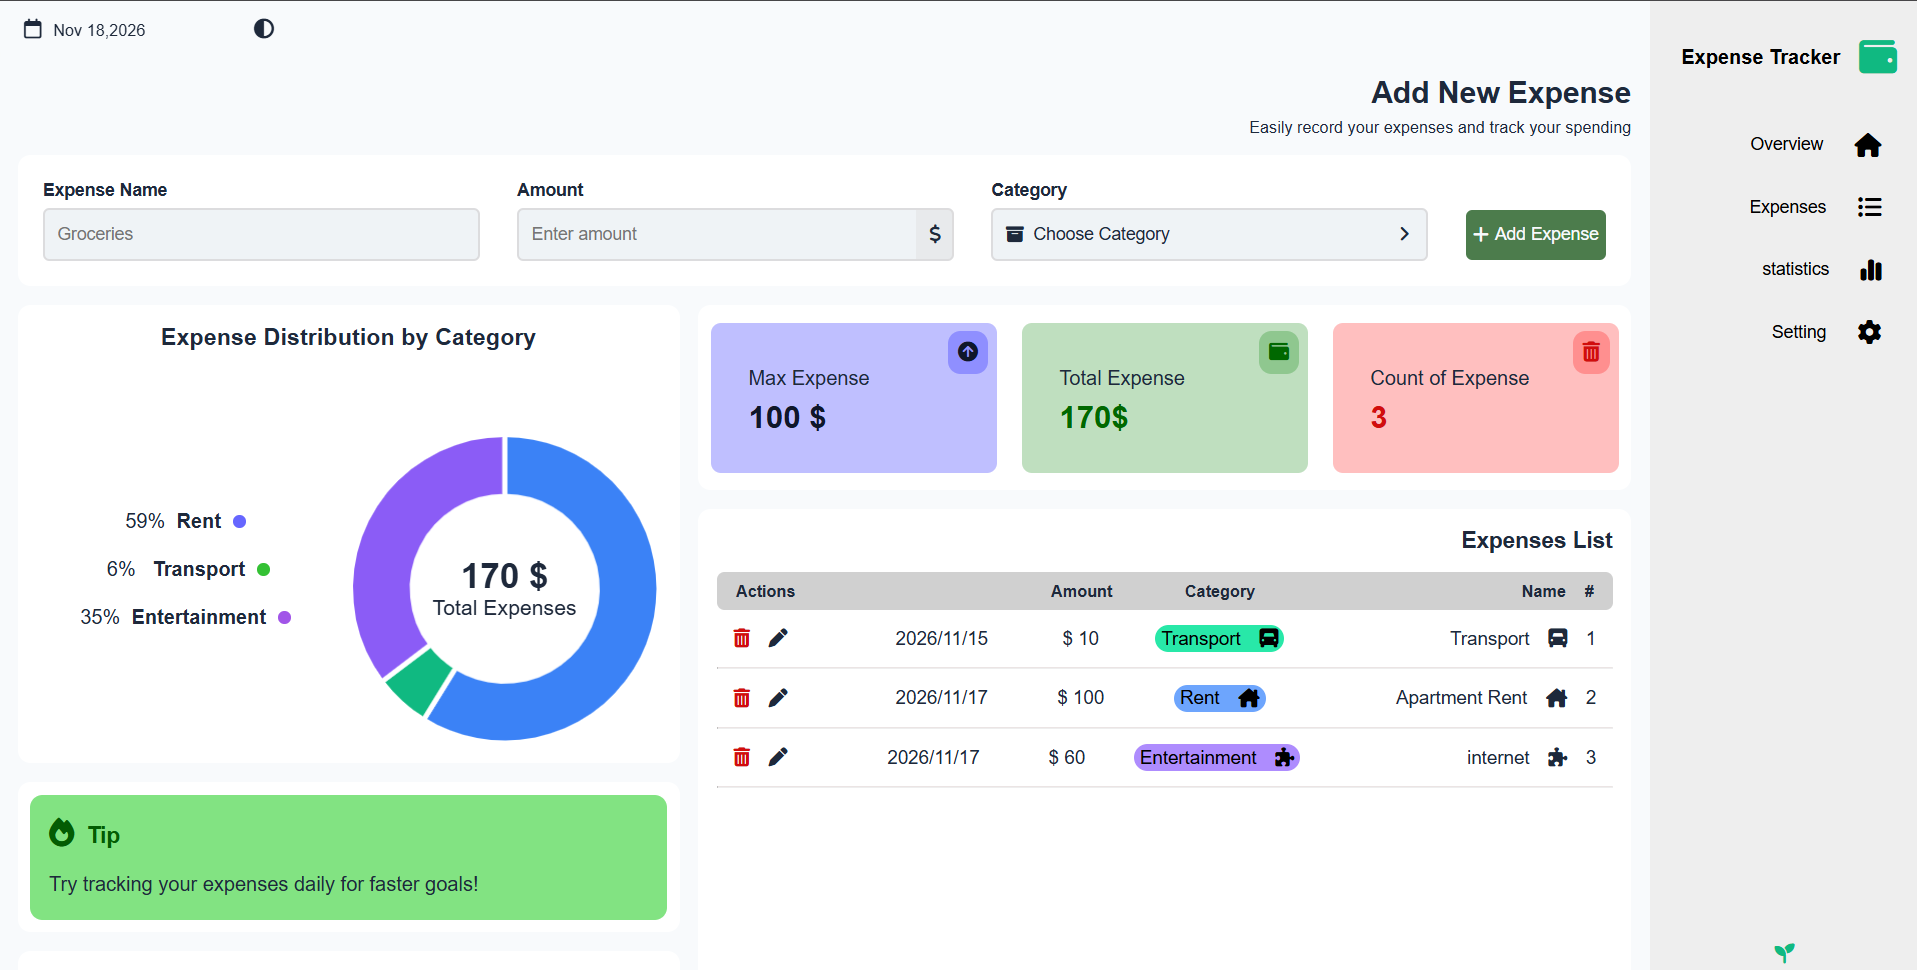 Nov 18,2026
Expense Tracker
Overview
Expenses
statistics
Setting
Add New Expense
Easily record your expenses and track your spending
Expense Name
Groceries
Amount
Enter amount $
Category
Choose Category
+ Add Expense
Expense Distribution by Category
59% Rent
6% Transport
35% Entertainment
170 $
Total Expenses
Max Expense
100 $
Total Expense
170$
Count of Expense
3
Expenses List
Actions Amount Category Name #
2026/11/15 $ 10 Transport Transport 1
2026/11/17 $ 100 Rent Apartment Rent 2
2026/11/17 $ 60 Entertainment internet 3
Tip
Try tracking your expenses daily for faster goals!